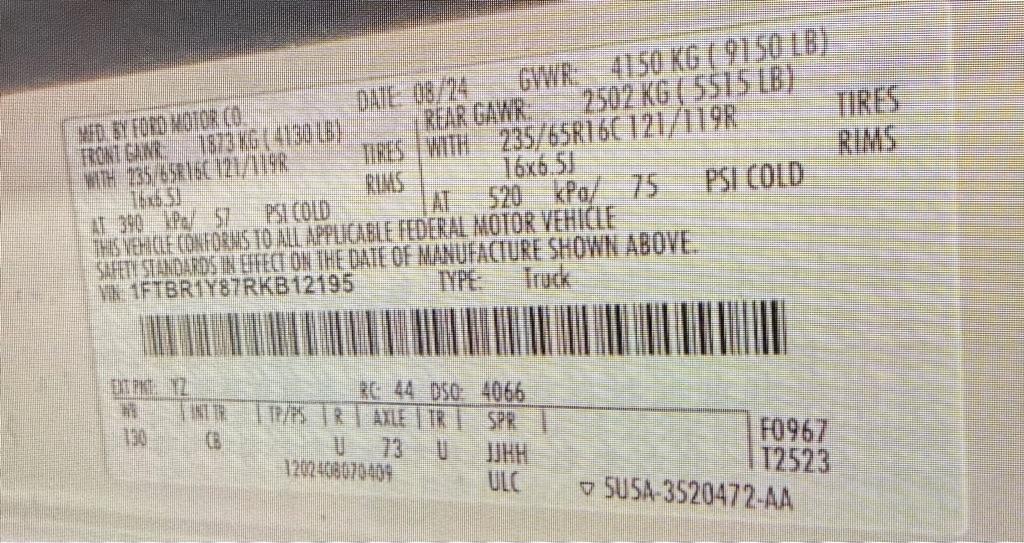 MFD. BY FORD MOTOR CO. DATE: 08/24 GVWR: 4150 KG ( 9150 LB)
FRONT GAWR: 1873 KG ( 4130 LB) REAR GAWR: 2502 KG ( 5515 LB)
WITH 235/65R16C 121/119R TIRES WITH 235/65R16C 121/119R TIRES
16x6.5J RIMS 16x6.5J RIMS
AT 390 kPa/ 57 PSI COLD AT 520 kPa/ 75 PSI COLD
THIS VEHICLE CONFORMS TO ALL APPLICABLE FEDERAL MOTOR VEHICLE
SAFETY STANDARDS IN EFFECT ON THE DATE OF MANUFACTURE SHOWN ABOVE.
VIN: 1FTBR1Y87RKB12195 TYPE: Truck
EXT PNT: YZ RC: 44 DSO: 4066
WB INT TR TP/PS R AXLE TR SPR F0967
130 CB U 73 U JJHH T2523
1202408070409 ULC ▽ 5U5A-3520472-AA